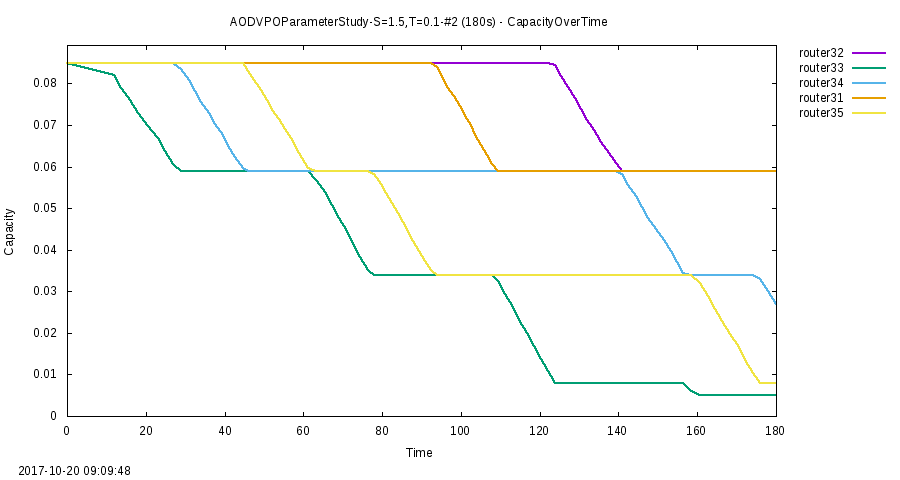 AODVPOParameterStudy-S=1.5,T=0.1-#2 (180s) - CapacityOverTime
router32
router33
router34
router31
router35
0.08
0.07
0.06
0.05
0.04
0.03
0.02
0.01
0
Capacity
0 20 40 60 80 100 120 140 160 180
Time
2017-10-20 09:09:48